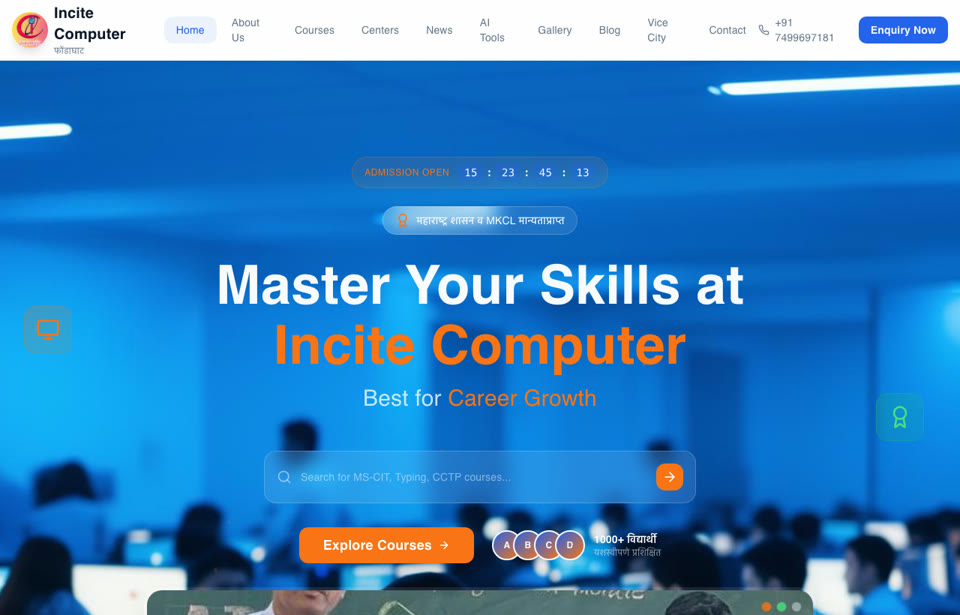 Incite
Computer
फोंडाघाट
Home
About
Us
Courses
Centers
News
AI
Tools
Gallery
Blog
Vice
City
Contact
+91
7499697181
Enquiry Now
ADMISSION OPEN 15 : 23 : 45 : 13
महाराष्ट्र शासन व MKCL मान्यताप्राप्त
Master Your Skills at
Incite Computer
Best for Career Growth
Search for MS-CIT, Typing, CCTP courses...
Explore Courses
A B C D
1000+ विद्यार्थी
यशस्वीपणे प्रशिक्षित